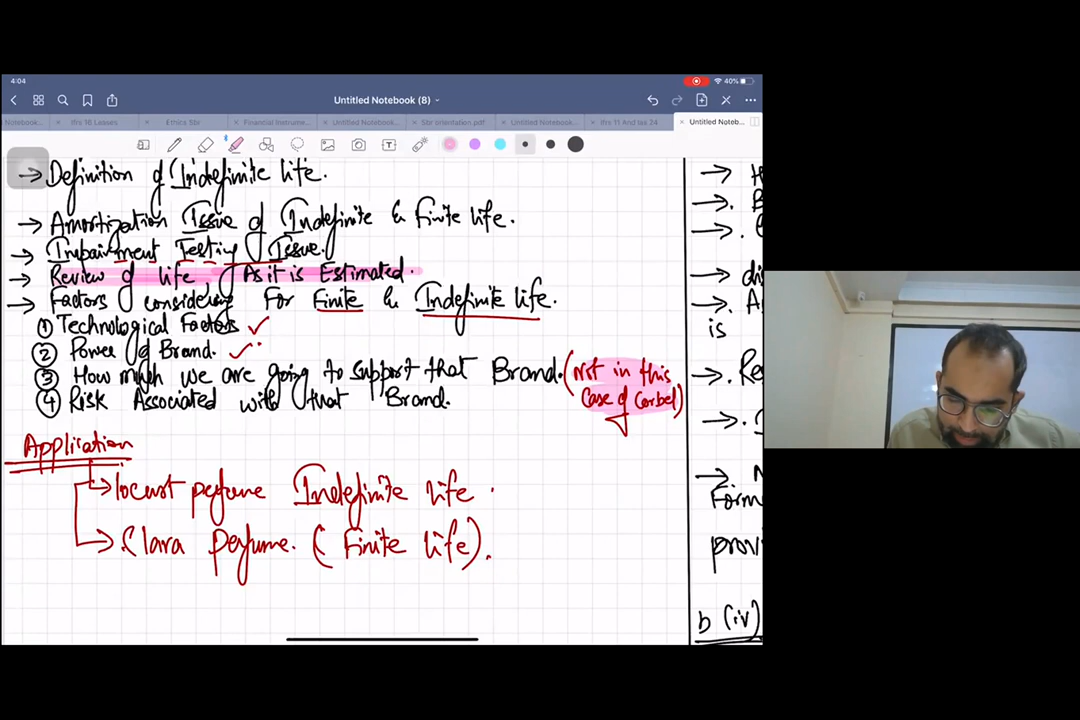 4:04
40%
Untitled Notebook (8)
Notebook...
Ifrs 16 Leases
Ethics Sbr
Financial Instrume...
Untitled Notebook...
Sbr orientation pdf
Untitled Notebook...
Ifrs 11 And Ias 24
Untitled Noteb...
→ Definition of Indefinite life.
→ Amortization Issue of Indefinite & Finite life.
→ Impairment Testing Issue.
→ Review of life, As it is Estimated.
→ Factors considering For Finite & Indefinite life.
① Technological Factors ✓
② Power of Brand. ✓
③ How much we are going to support that Brand. (not in this
case of Corbel)
④ Risk Associated with that Brand.
Application
→ locust perfume Indefinite life.
→ Clara perfume. (Finite life).
→ H
→. B
→.
→ di
→. A
is
→. Re
→.
→
Form
provi
b (iv)